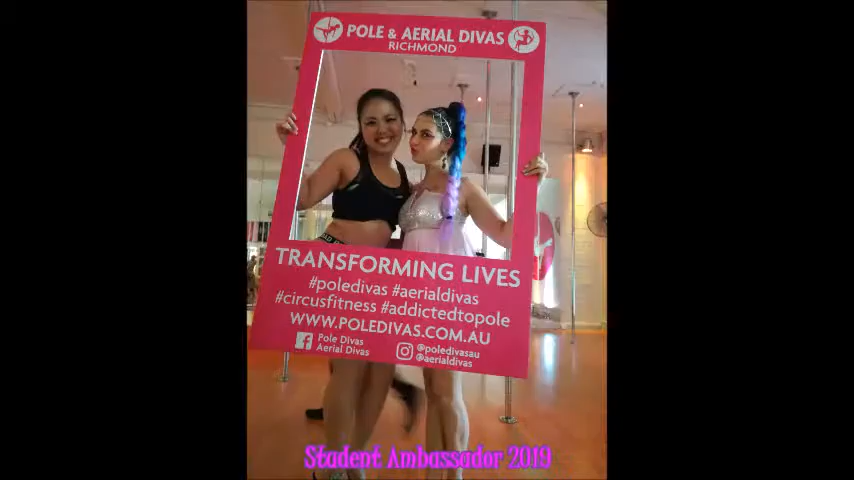 POLE & AERIAL DIVAS
RICHMOND
TRANSFORMING LIVES
#poledivas #aerialdivas
#circusfitness #addictedtopole
WWW.POLEDIVAS.COM.AU
Pole Divas
Aerial Divas
@poledivasau
@aerialdivas
Student Ambassador 2019